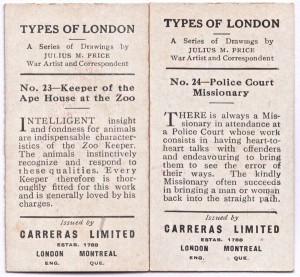 TYPES OF LONDON
A Series of Drawings by
JULIUS M. PRICE
War Artist and Correspondent
No. 23—Keeper of the
Ape House at the Zoo
INTELLIGENT insight
and fondness for animals
are indispensable charac-
teristics of the Zoo Keeper.
The animals instinctively
recognize and respond to
these qualities. Every
Keeper therefore is tho-
roughly fitted for this work
and is generally loved by
his charges.
Issued by
CARRERAS LIMITED
ESTAB. 1788
LONDON MONTREAL
ENG. QUE.
TYPES OF LONDON
A Series of Drawings by
JULIUS M. PRICE
War Artist and Correspondent
No. 24—Police Court
Missionary
THERE is always a Mis-
sionary in attendance at
a Police Court whose work
consists in having heart-to-
heart talks with offenders
and endeavouring to bring
them to see the error of
their ways. The kindly
Missionary often succeeds
in bringing a man or woman
back into the straight path.
Issued by
CARRERAS LIMITED
ESTAB. 1788
LONDON MONTREAL
ENG. QUE.